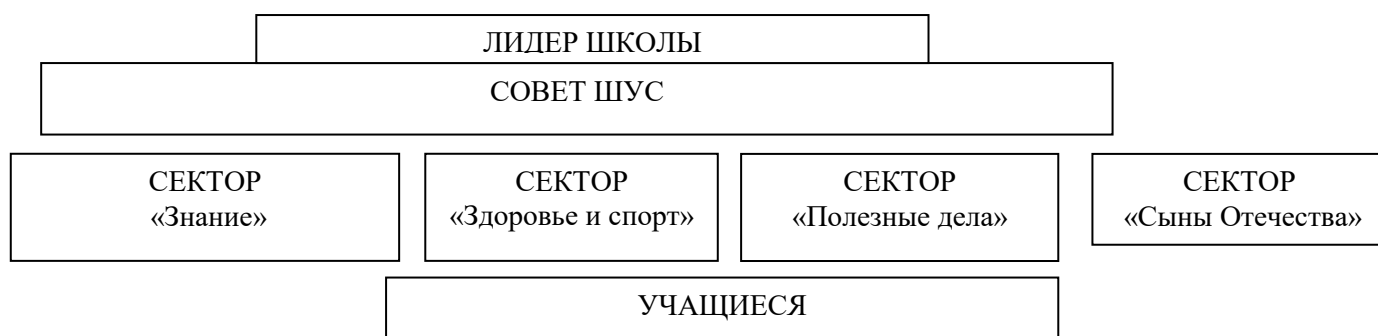 ЛИДЕР ШКОЛЫ
СОВЕТ ШУС
СЕКТОР
«Знание»
СЕКТОР
«Здоровье и спорт»
СЕКТОР
«Полезные дела»
СЕКТОР
«Сыны Отечества»
УЧАЩИЕСЯ